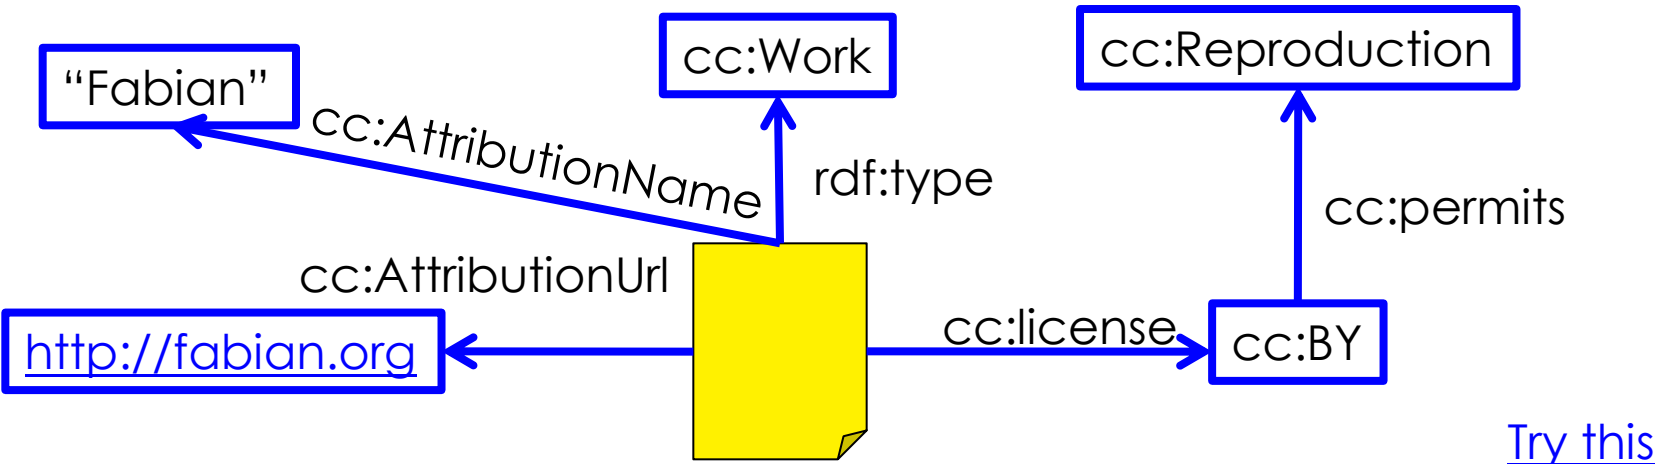 “Fabian”
cc:Work
cc:Reproduction
cc:AttributionName
rdf:type
cc:permits
cc:AttributionUrl
http://fabian.org
cc:license
cc:BY
Try this